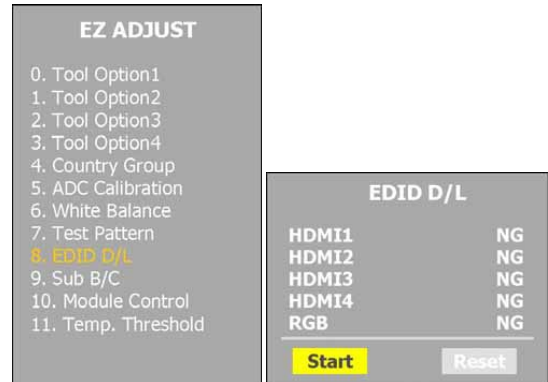 EZ ADJUST
0. Tool Option1
1. Tool Option2
2. Tool Option3
3. Tool Option4
4. Country Group
5. ADC Calibration
6. White Balance
7. Test Pattern
8. EDID D/L
9. Sub B/C
10. Module Control
11. Temp. Threshold
EDID D/L
HDMI1 NG
HDMI2 NG
HDMI3 NG
HDMI4 NG
RGB NG
Start Reset